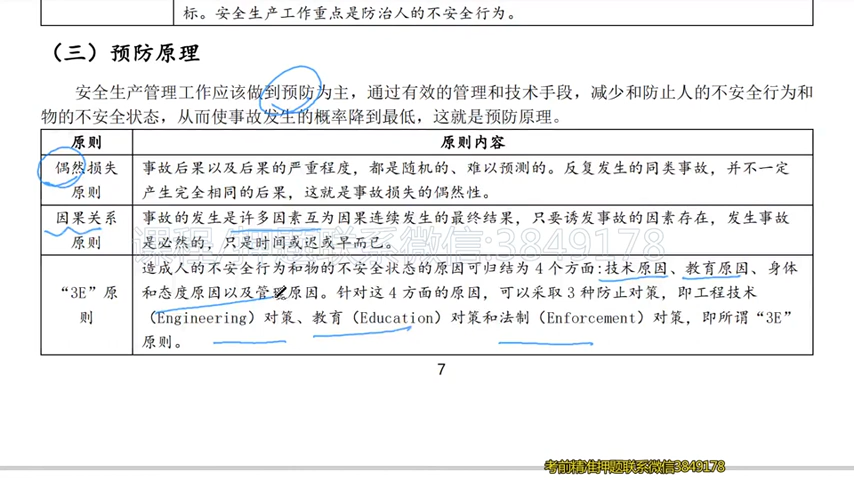 标。安全生产工作重点是防治人的不安全行为。
（三）预防原理
安全生产管理工作应该做到预防为主，通过有效的管理和技术手段，减少和防止人的不安全行为和
物的不安全状态，从而使事故发生的概率降到最低，这就是预防原理。
原则
原则内容
偶然损失
原则
事故后果以及后果的严重程度，都是随机的、难以预测的。反复发生的同类事故，并不一定
产生完全相同的后果，这就是事故损失的偶然性。
因果关系
原则
事故的发生是许多因素互为因果连续发生的最终结果，只要诱发事故的因素存在，发生事故
是必然的，只是时间或迟或早而已。
课程/押题联系微信:3849178
“3E”原
则
造成人的不安全行为和物的不安全状态的原因可归结为 4 个方面:技术原因、教育原因、身体
和态度原因以及管理原因。针对这 4 方面的原因，可以采取 3 种防止对策，即工程技术
（Engineering）对策、教育（Education）对策和法制（Enforcement）对策，即所谓“3E”
原则。
7
考前精准押题联系微信3849178